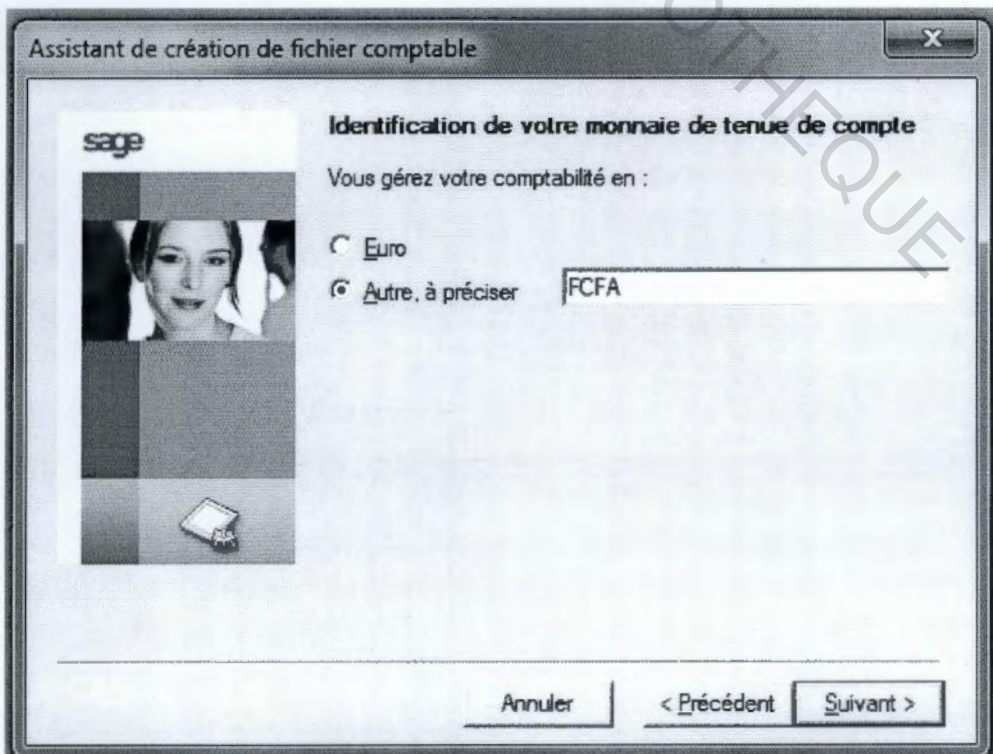 Assistant de création de fichier comptable
sage
Identification de votre monnaie de tenue de compte
Vous gérez votre comptabilité en :
Euro
Autre, à préciser
FCFA
Annuler
< Précédent
Suivant >
OTHEQUE